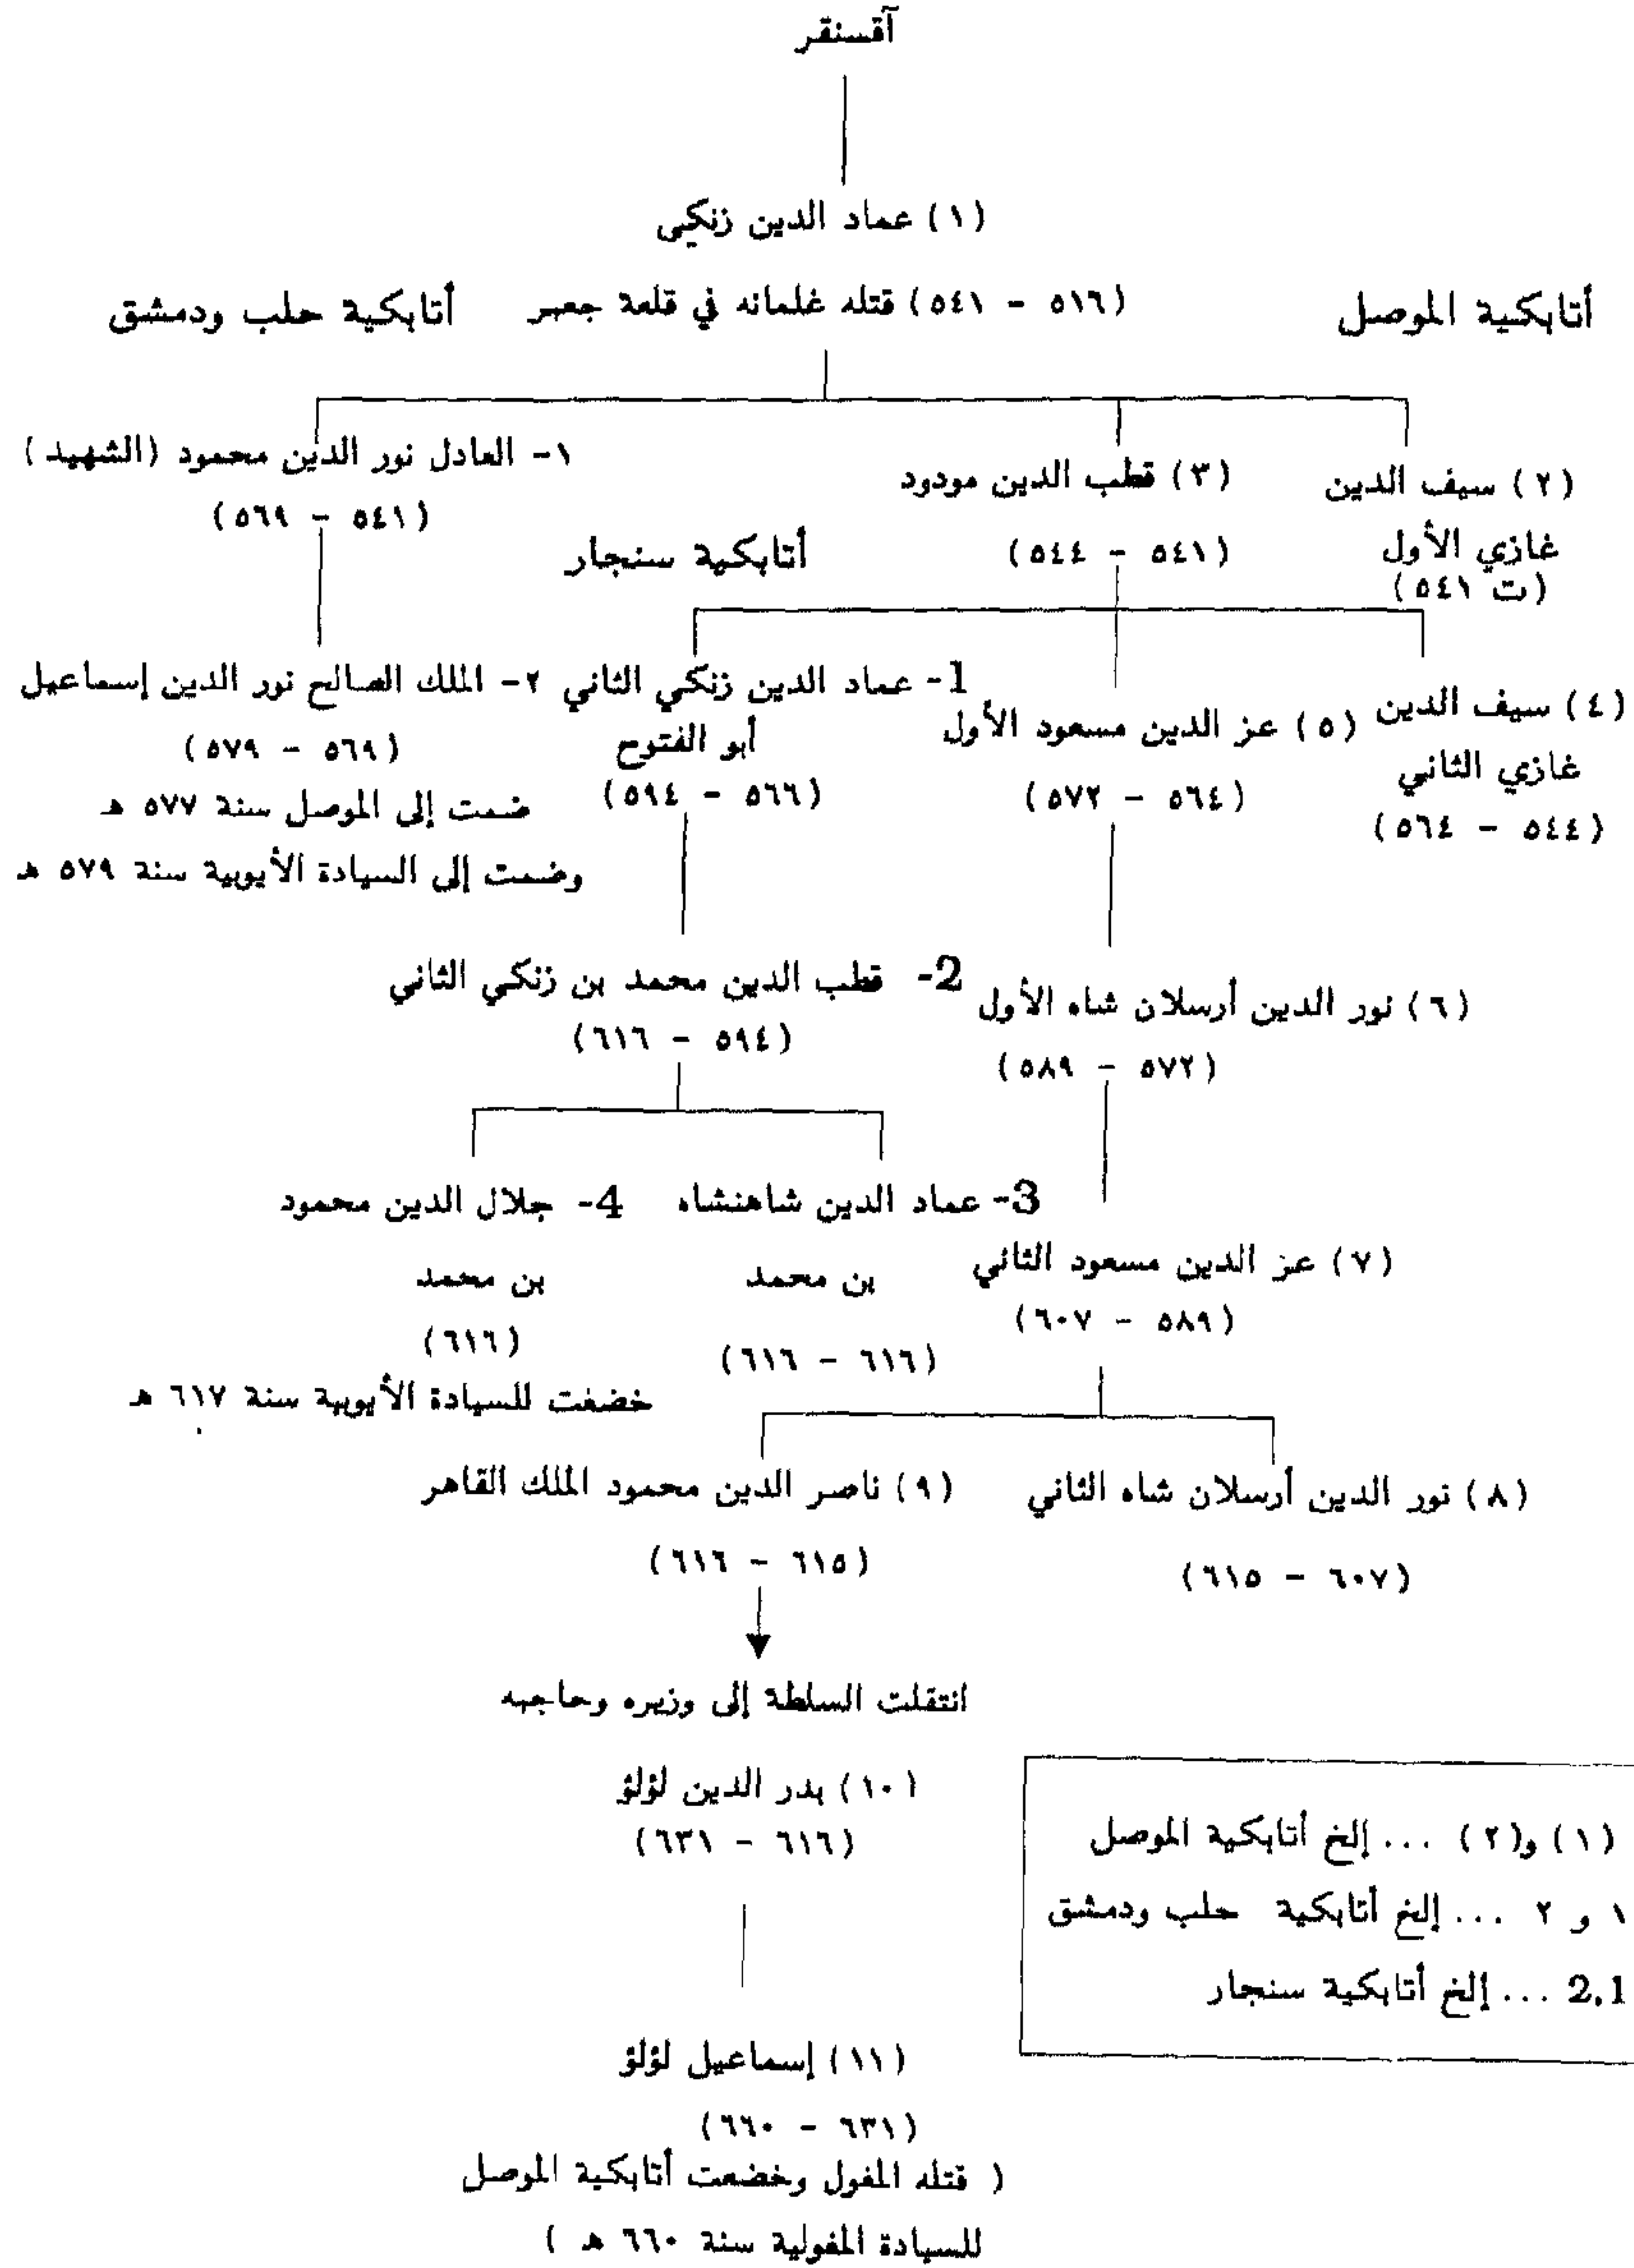 آقسنقر
(١) عماد الدين زنكي
أتابكية الموصل
(٥١٦ - ٥٤١) قتله غلمانه في قلعة جعبر
أتابكية حلب ودمشق
(٢) سيف الدين
غازي الأول
(ت ٥٤١)
(٣) قطب الدين مودود
(٥٤١ - ٥٤٤)
١- العادل نور الدين محمود (الشهيد)
(٥٤١ - ٥٦٩)
أتابكية سنجار
(٤) سيف الدين
غازي الثاني
(٥٤٤ - ٥٦٤)
(٥) عز الدين مسعود الأول
(٥٦٤ - ٥٧٢)
1- عماد الدين زنكي الثاني
أبو الفتوح
(٥٦٦ - ٥٩٤)
٢- الملك الصالح نور الدين إسماعيل
(٥٦٩ - ٥٧٩)
ضمت إلى الموصل سنة ٥٧٧ هـ
وضمت إلى السيادة الأيوبية سنة ٥٧٩ هـ
(٦) نور الدين أرسلان شاه الأول
(٥٧٢ - ٥٨٩)
2- قطب الدين محمد بن زنكي الثاني
(٥٩٤ - ٦١٦)
(٧) عز الدين مسعود الثاني
(٥٨٩ - ٦٠٧)
3- عماد الدين شاهنشاه
بن محمد
(٦١٦ - ٦١٦)
4- جلال الدين محمود
بن محمد
(٦١٦)
خضعت للسيادة الأيوبية سنة ٦١٧ هـ
(٨) نور الدين أرسلان شاه الثاني
(٦٠٧ - ٦١٥)
(٩) ناصر الدين محمود الملك القاهر
(٦١٥ - ٦١٦)
انتقلت السلطة إلى وزيره وحاجبه
(١٠) بدر الدين لؤلؤ
(٦١٦ - ٦٣١)
(١١) إسماعيل لؤلؤ
(٦٣١ - ٦٦٠)
( قتله المغول وخضعت أتابكية الموصل
للسيادة المغولية سنة ٦٦٠ هـ )
(١) و(٢) ... إلخ أتابكية الموصل
١ و ٢ ... إلخ أتابكية حلب ودمشق
2.1 ... إلخ أتابكية سنجار